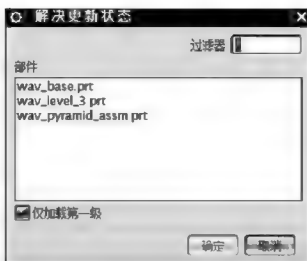 解决更新状态
过滤器
部件
wav_base.prt
wav_level_3 prt
wav_pyramid_assm prt
仅加载第一级
确定
取消